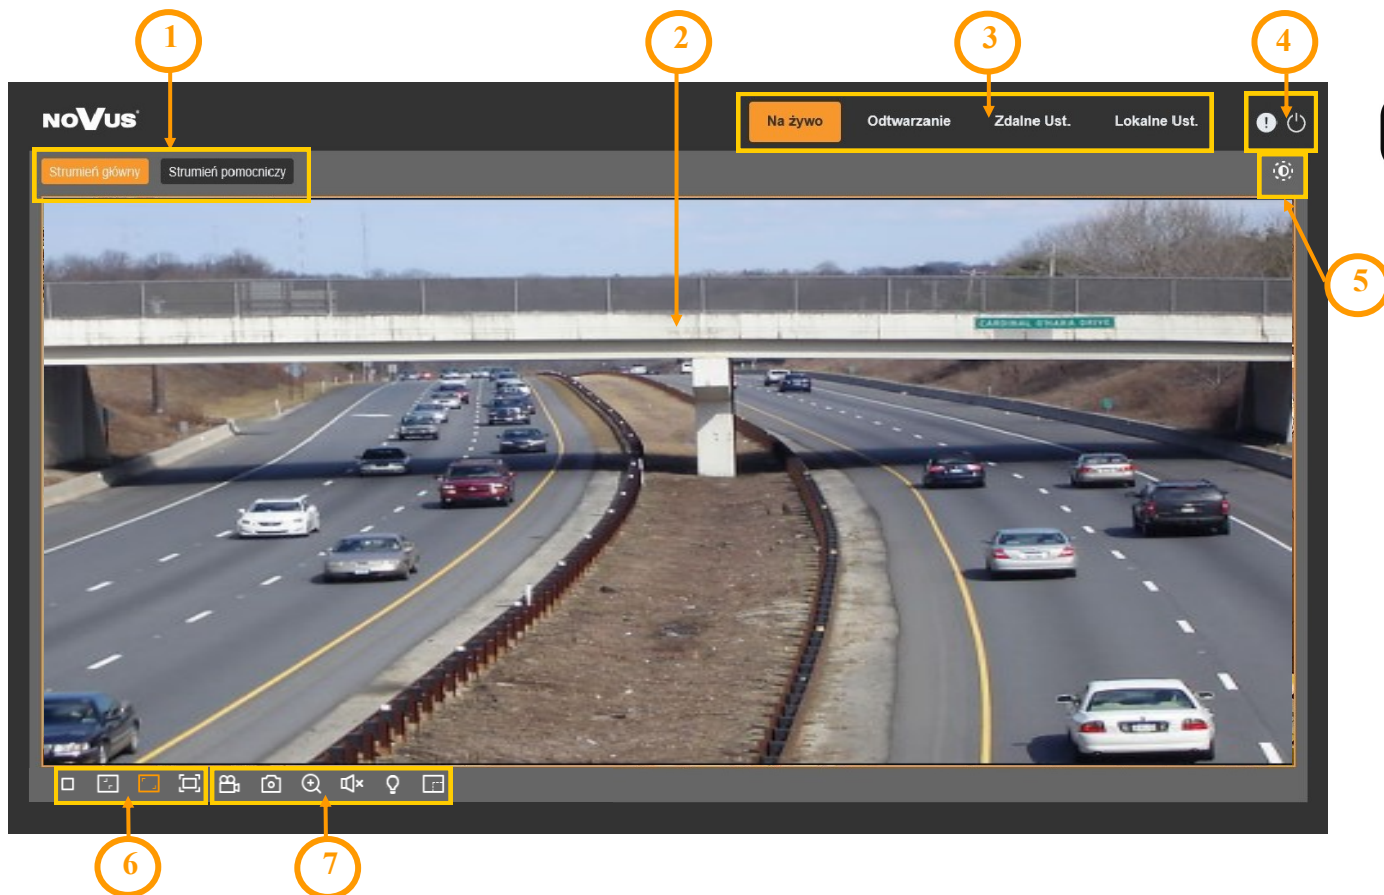 1
2
3
4
NOVUS
Na żywo
Odtwarzanie
Zdalne Ust.
Lokalne Ust.
Strumień główny
Strumień pomocniczy
5
CARDINAL O'HARA DRIVE
6
7